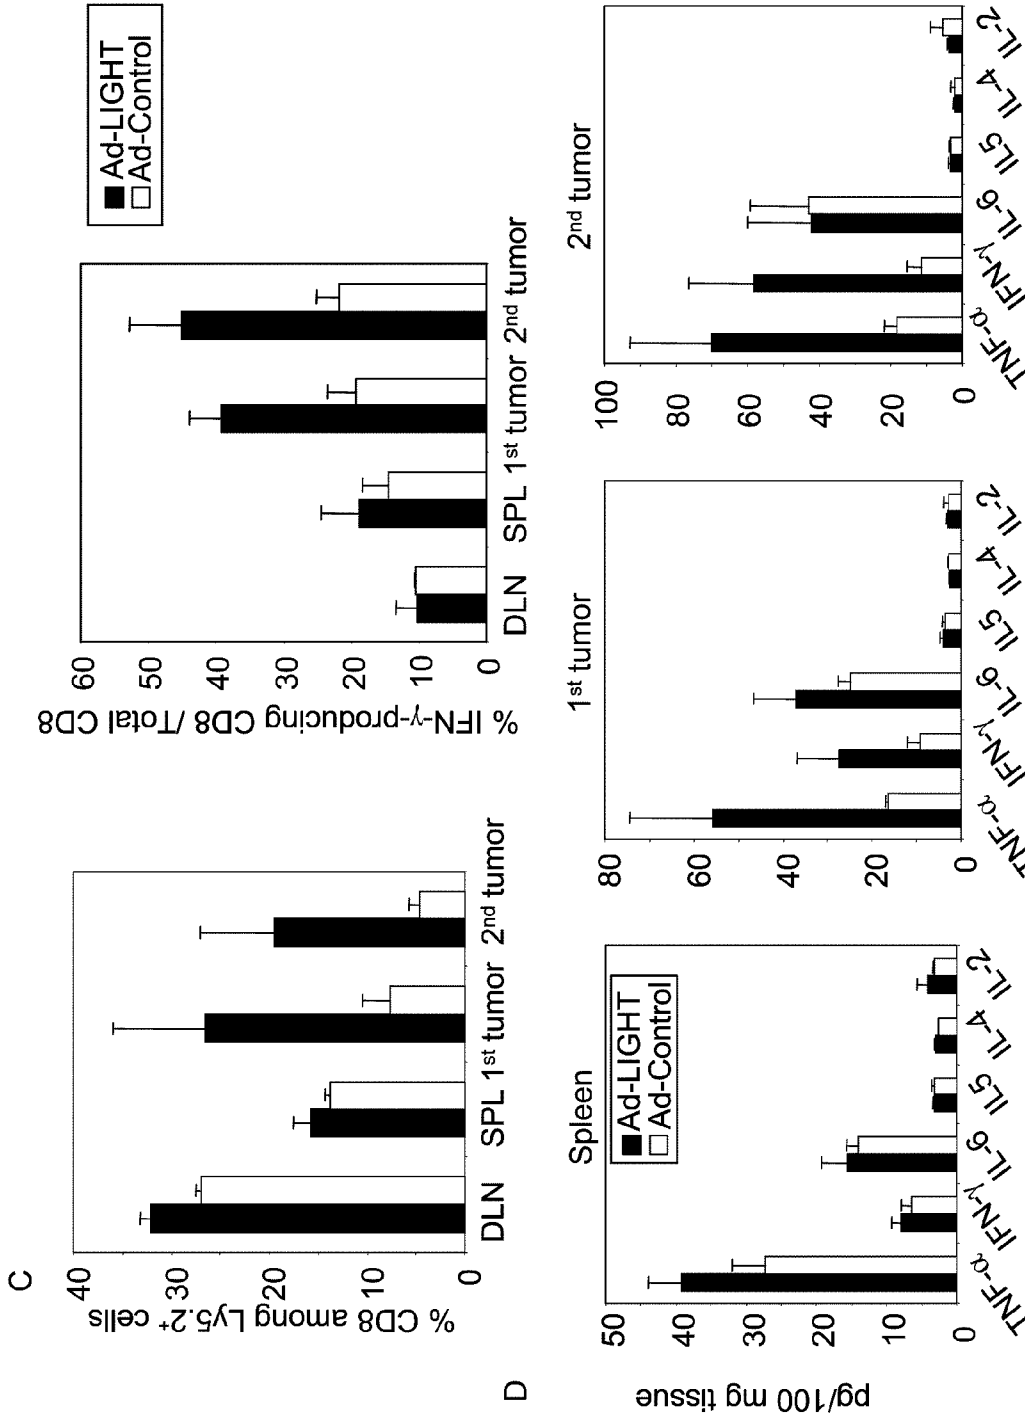 C
% CD8 among Ly5.2⁺ cells
40
30
20
10
0
DLN SPL 1st tumor 2nd tumor
% IFN-γ-producing CD8 /Total CD8
60
50
40
30
20
10
0
DLN SPL 1st tumor 2nd tumor
Ad-LIGHT
Ad-Control
D
pg/100 mg tissue
Spleen
Ad-LIGHT
Ad-Control
50
40
30
20
10
0
TNF-α IFN-γ IL-6 IL5 IL-4 IL-2
1st tumor
80
60
40
20
0
TNF-α IFN-γ IL-6 IL5 IL-4 IL-2
2nd tumor
100
80
60
40
20
0
TNF-α IFN-γ IL-6 IL5 IL-4 IL-2